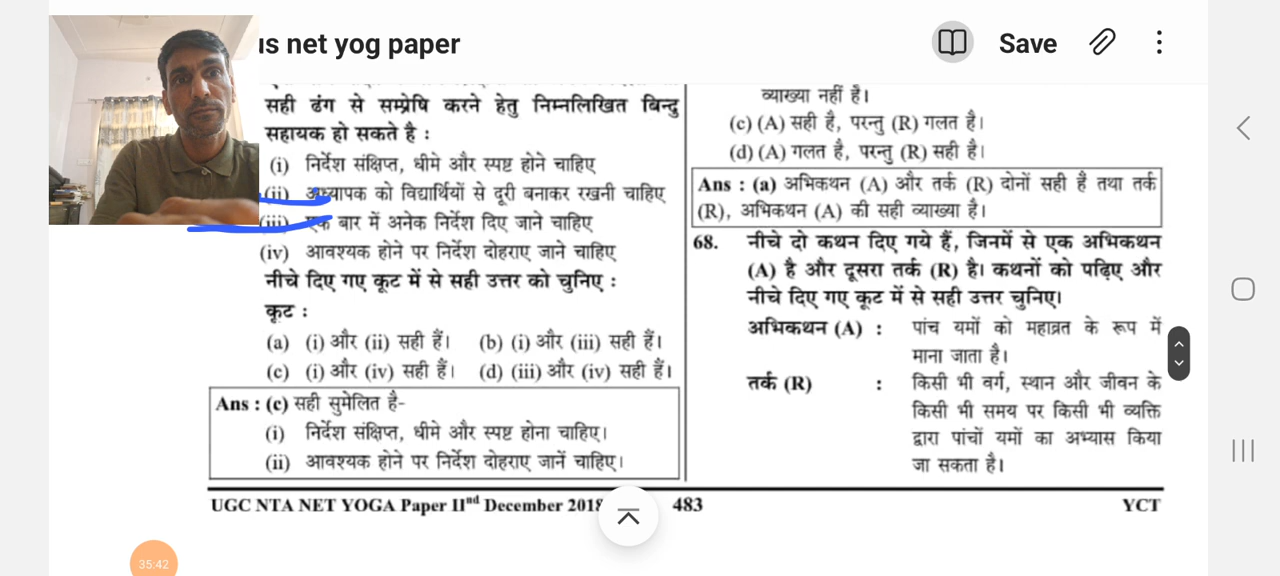 us net yog paper
Save
सही ढंग से सम्प्रेषि करने हेतु निम्नलिखित बिन्दु
सहायक हो सकते है :
(i) निर्देश संक्षिप्त, धीमे और स्पष्ट होने चाहिए
(ii) अध्यापक को विद्यार्थियों से दूरी बनाकर रखनी चाहिए
(iii) एक बार में अनेक निर्देश दिए जाने चाहिए
(iv) आवश्यक होने पर निर्देश दोहराए जाने चाहिए
नीचे दिए गए कूट में से सही उत्तर को चुनिए :
कूट :
(a) (i) और (ii) सही हैं। (b) (i) और (iii) सही हैं।
(c) (i) और (iv) सही हैं। (d) (iii) और (iv) सही हैं।
Ans : (c) सही सुमेलित है-
(i) निर्देश संक्षिप्त, धीमे और स्पष्ट होना चाहिए।
(ii) आवश्यक होने पर निर्देश दोहराए जानें चाहिए।
व्याख्या नहीं है।
(c) (A) सही है, परन्तु (R) गलत है।
(d) (A) गलत है, परन्तु (R) सही है।
Ans : (a) अभिकथन (A) और तर्क (R) दोनों सही है तथा तर्क
(R), अभिकथन (A) की सही व्याख्या है।
68. नीचे दो कथन दिए गये हैं, जिनमें से एक अभिकथन
(A) है और दूसरा तर्क (R) है। कथनों को पढ़िए और
नीचे दिए गए कूट में से सही उत्तर चुनिए।
अभिकथन (A) : पांच यमों को महाव्रत के रूप में
माना जाता है।
तर्क (R) : किसी भी वर्ग, स्थान और जीवन के
किसी भी समय पर किसी भी व्यक्ति
द्वारा पांचों यमों का अभ्यास किया
जा सकता है।
UGC NTA NET YOGA Paper IInd December 2018 483 YCT
35:42